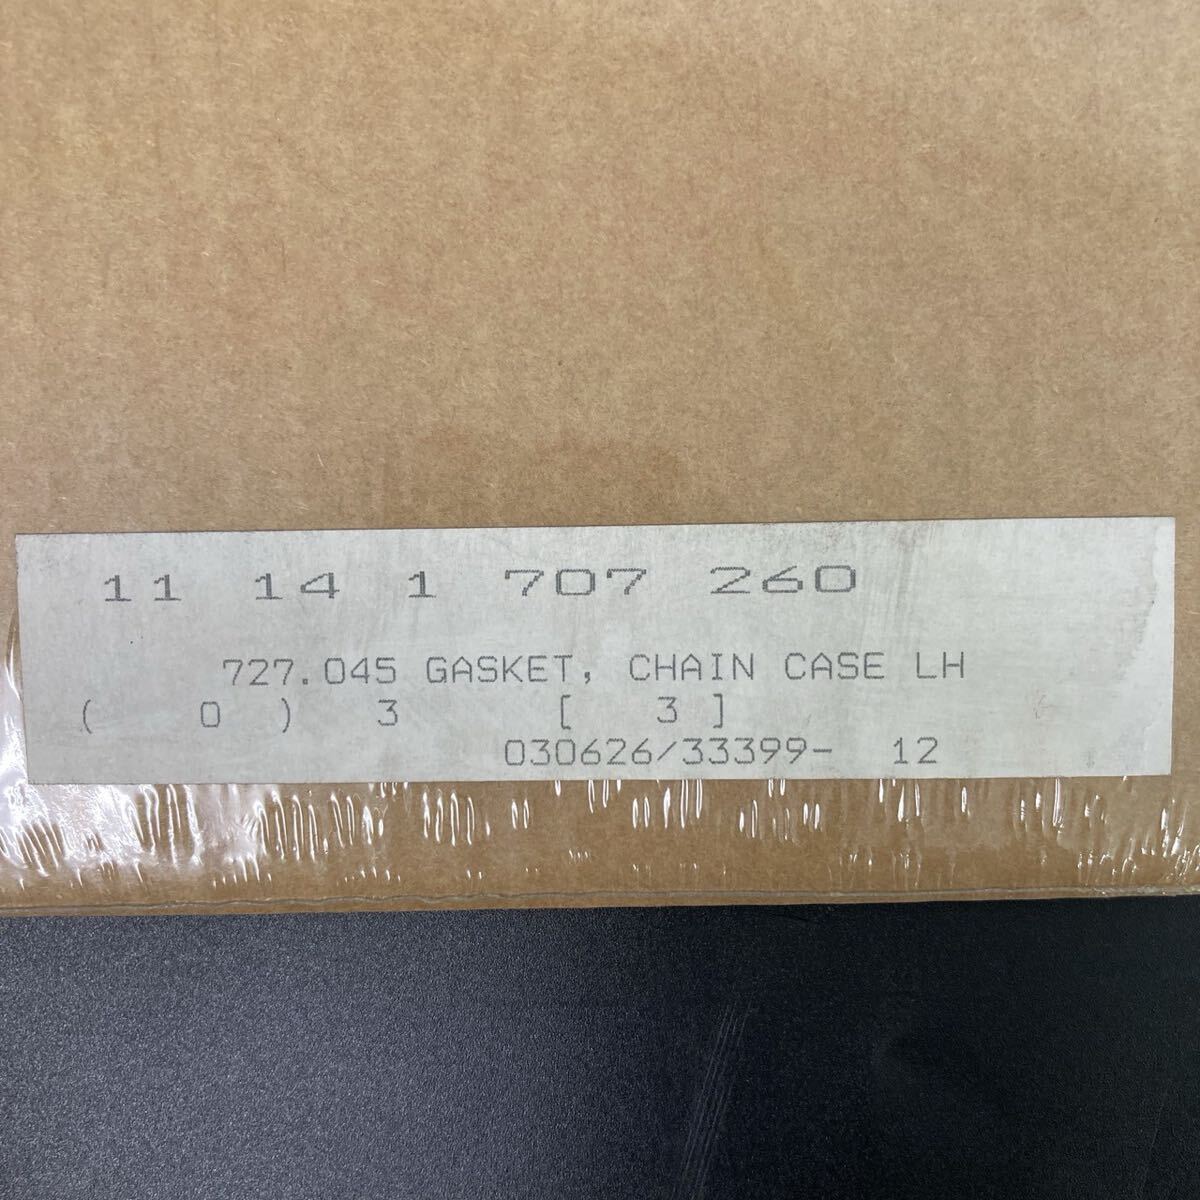 11 14 1 707 260
727.045 GASKET, CHAIN CASE LH
( 0 ) 3 [ 3 ]
030626/33399- 12